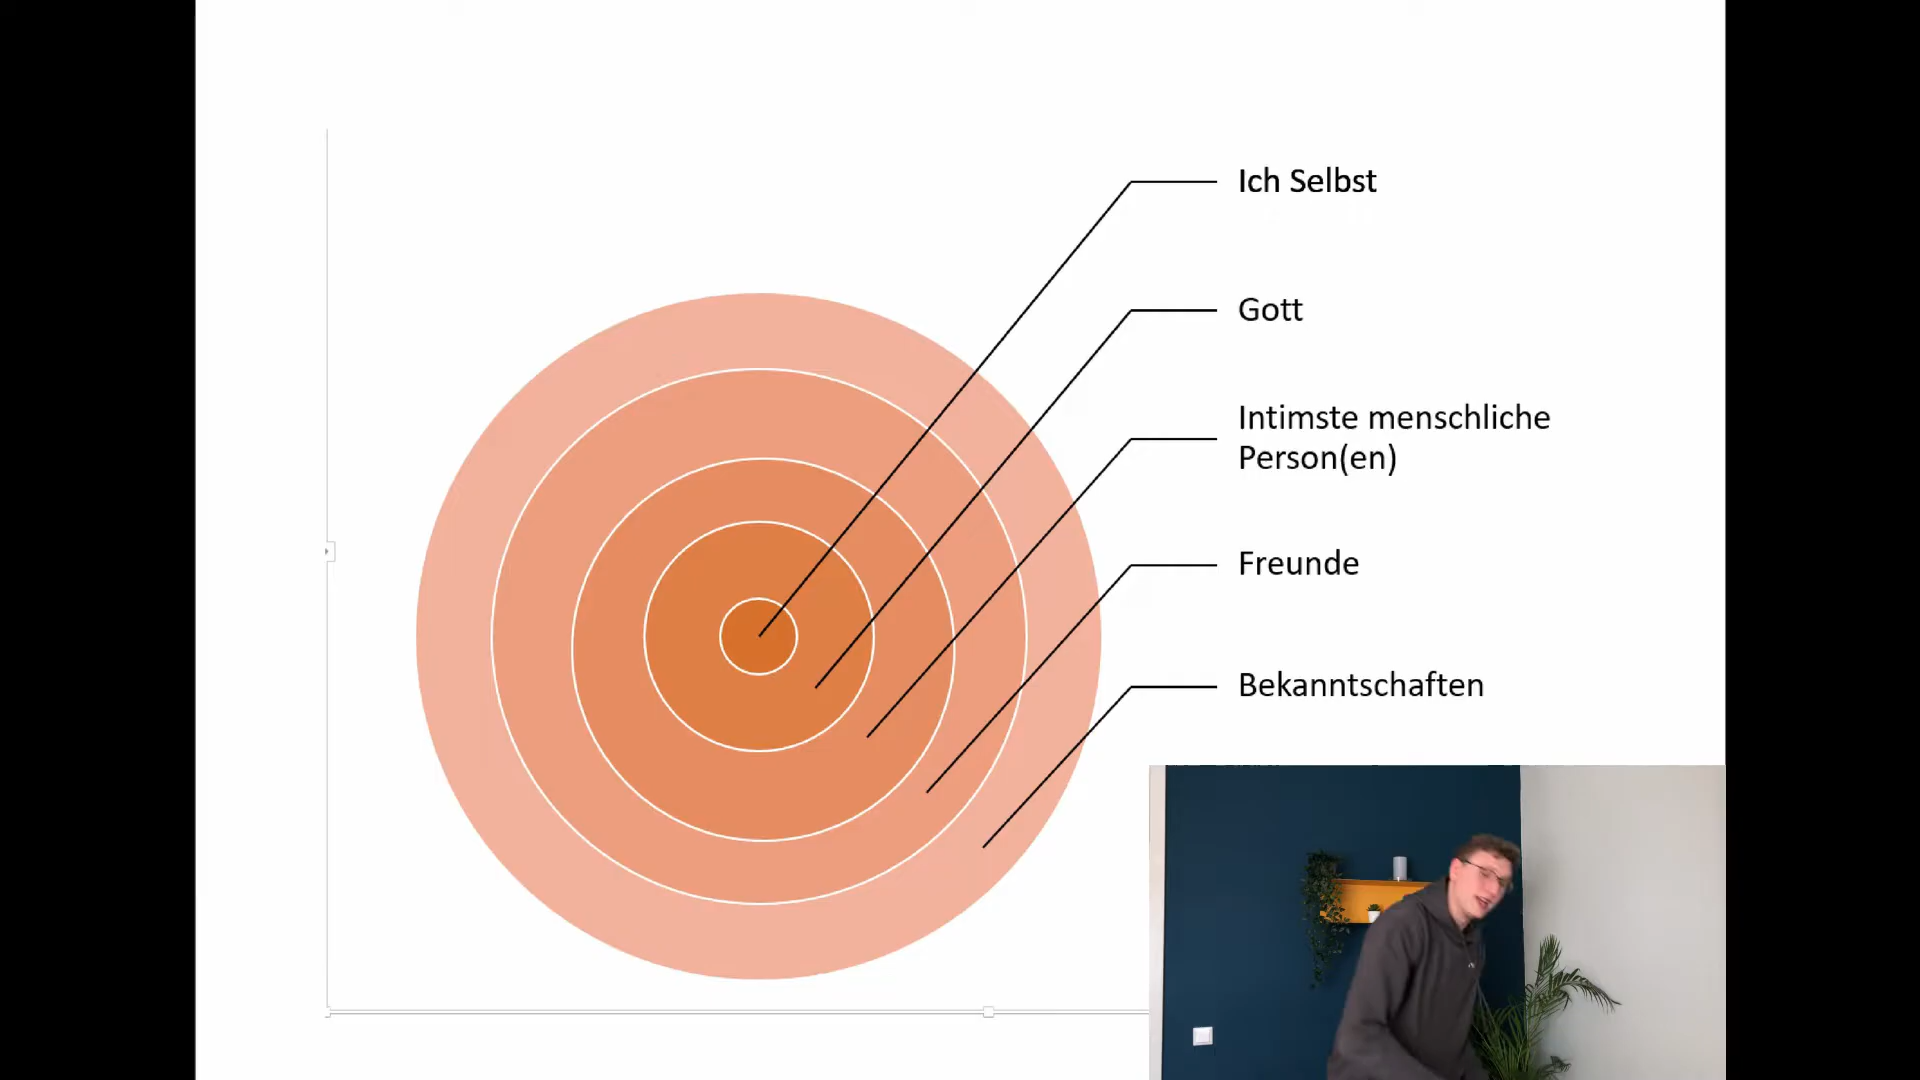 Ich Selbst
Gott
Intimste menschliche
Person(en)
Freunde
Bekanntschaften